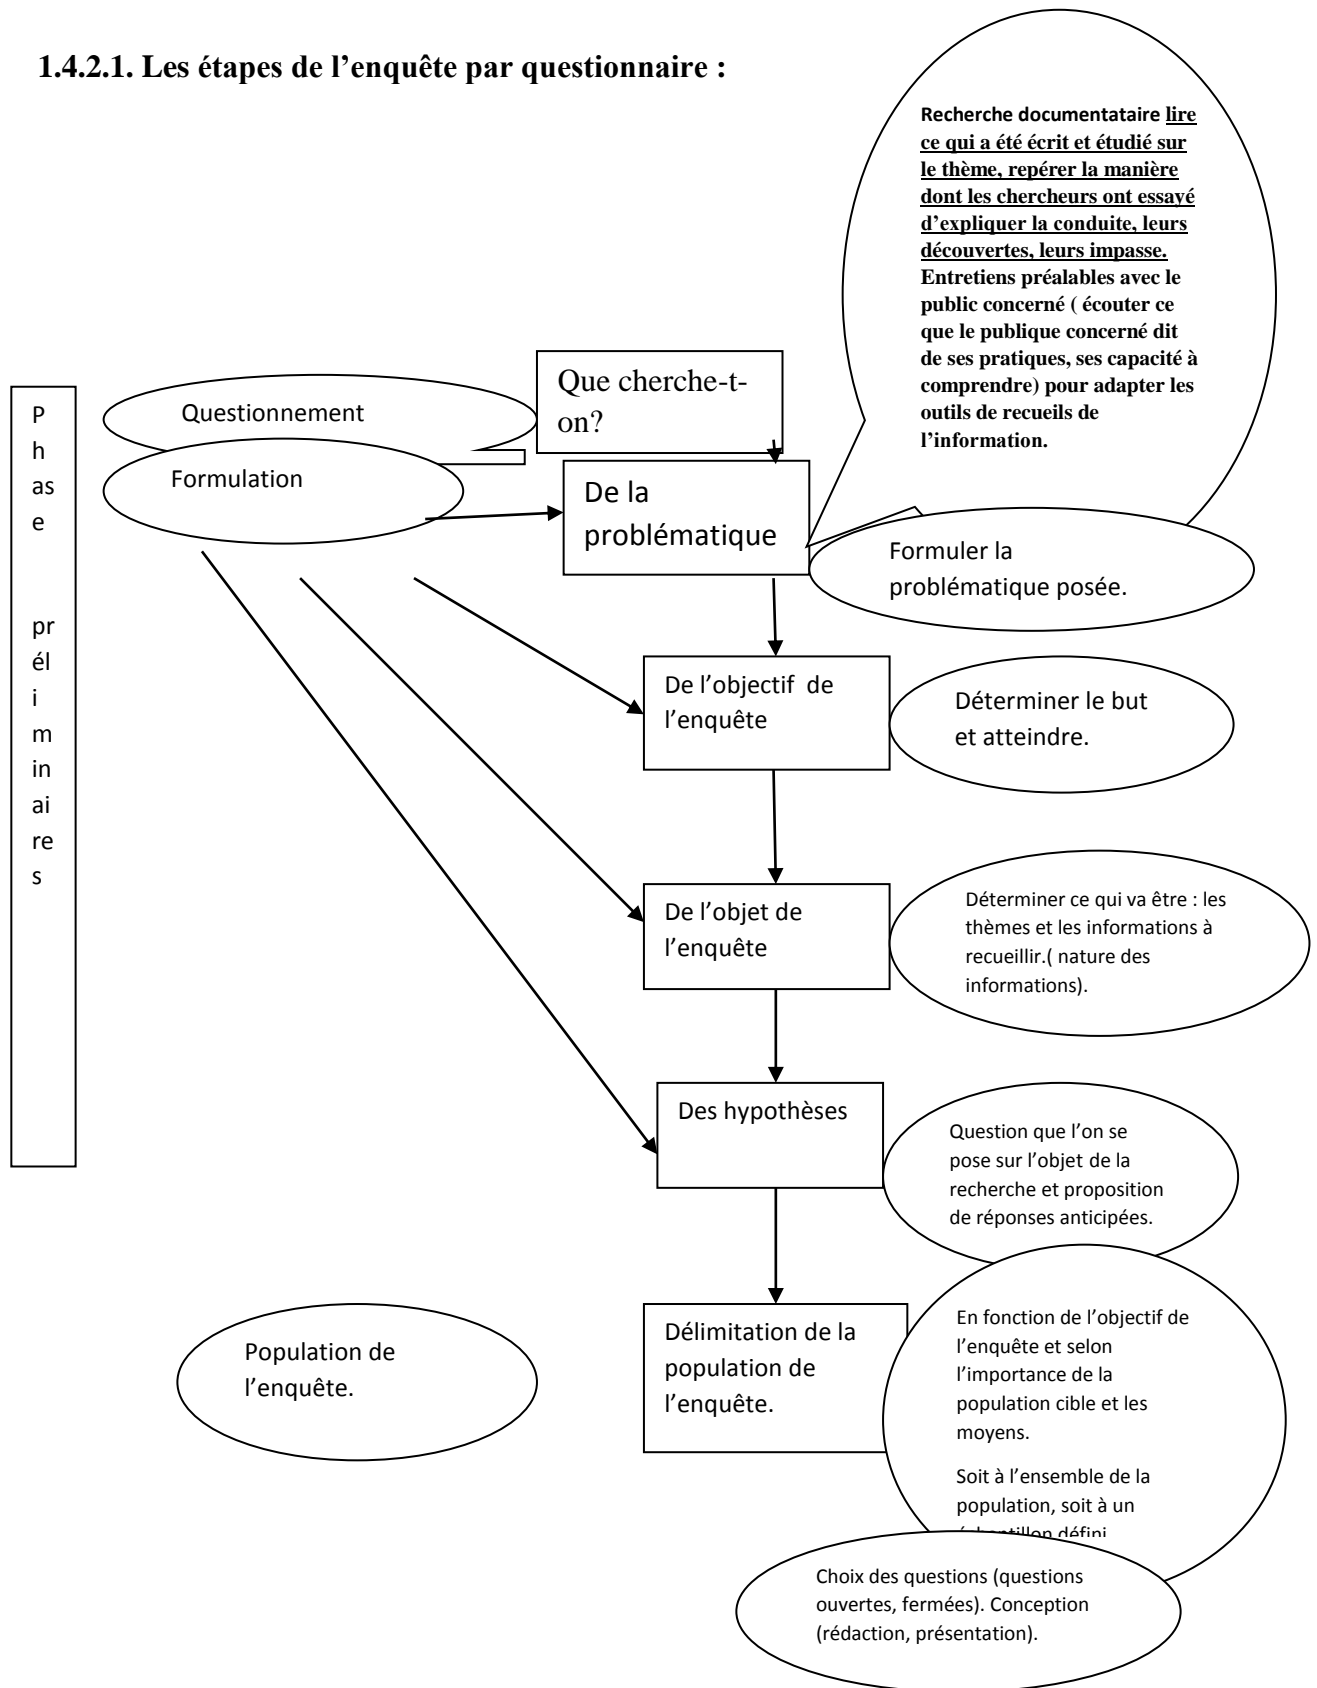 1.4.2.1. Les étapes de l’enquête par questionnaire :
Recherche documentataire lire
ce qui a été écrit et étudié sur
le thème, repérer la manière
dont les chercheurs ont essayé
d’expliquer la conduite, leurs
découvertes, leurs impasse.
Entretiens préalables avec le
public concerné ( écouter ce
que le publique concerné dit
de ses pratiques, ses capacité à
comprendre) pour adapter les
outils de recueils de
l’information.
P
h
as
e
pr
él
i
m
in
ai
re
s
Questionnement
Que cherche-t-
on?
Formulation
De la
problématique
Formuler la
problématique posée.
De l’objectif de
l’enquête
Déterminer le but
et atteindre.
De l’objet de
l’enquête
Déterminer ce qui va être : les
thèmes et les informations à
recueillir.( nature des
informations).
Des hypothèses
Question que l’on se
pose sur l’objet de la
recherche et proposition
de réponses anticipées.
Population de
l’enquête.
Délimitation de la
population de
l’enquête.
En fonction de l’objectif de
l’enquête et selon
l’importance de la
population cible et les
moyens.
Soit à l’ensemble de la
population, soit à un
échantillon défini
Choix des questions (questions
ouvertes, fermées). Conception
(rédaction, présentation).